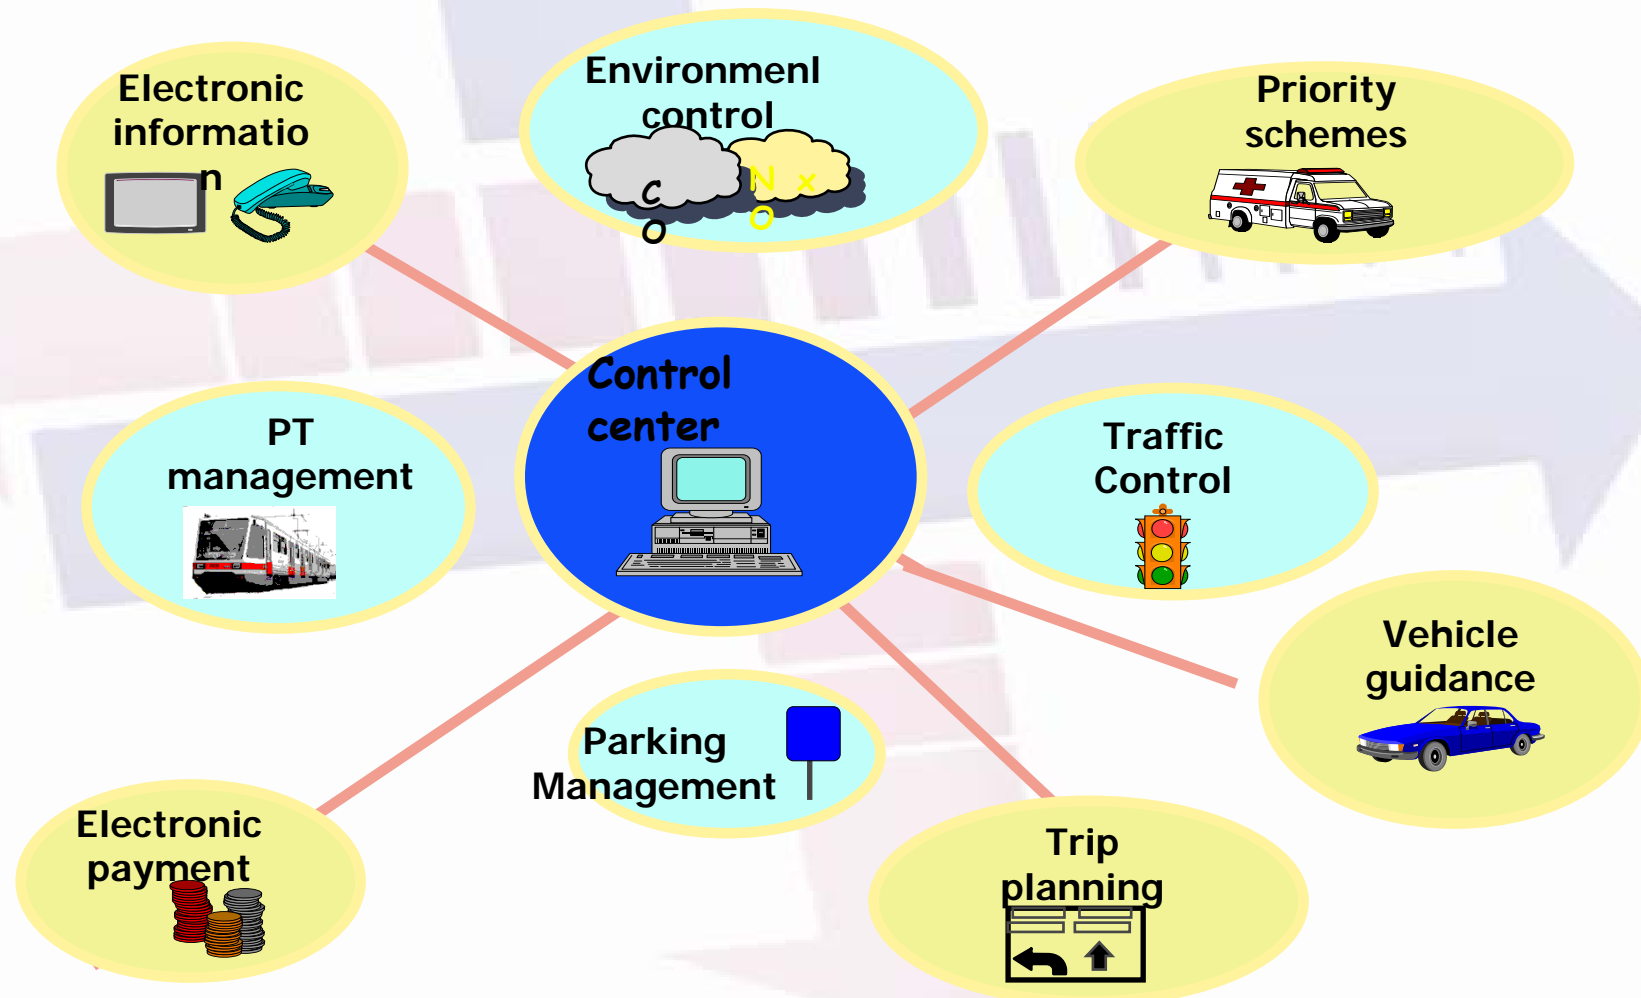 Electronic
informatio
n
Environmenl
control
C
O
N x
O
Priority
schemes
Control
center
PT
management
Traffic
Control
Vehicle
guidance
Parking
Management
Electronic
payment
Trip
planning